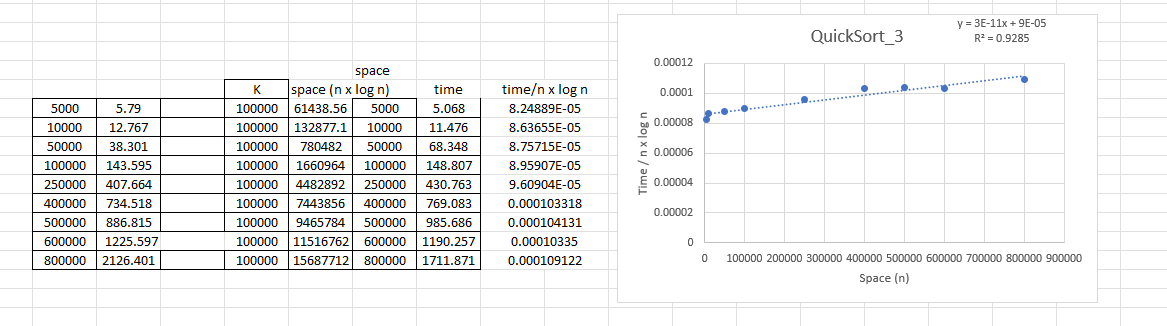 space
K space (n x log n) time time/n x log n
5000 5.79 100000 61438.56 5000 5.068 8.24889E-05
10000 12.767 100000 132877.1 10000 11.476 8.63655E-05
50000 38.301 100000 780482 50000 68.348 8.75715E-05
100000 143.595 100000 1660964 100000 148.807 8.95907E-05
250000 407.664 100000 4482892 250000 430.763 9.60904E-05
400000 734.518 100000 7443856 400000 769.083 0.000103318
500000 886.815 100000 9465784 500000 985.686 0.000104131
600000 1225.597 100000 11516762 600000 1190.257 0.00010335
800000 2126.401 100000 15687712 800000 1711.871 0.000109122
QuickSort_3
y = 3E-11x + 9E-05
R² = 0.9285
Time / n x log n
0.00012
0.0001
0.00008
0.00006
0.00004
0.00002
0
0 100000 200000 300000 400000 500000 600000 700000 800000 900000
Space (n)